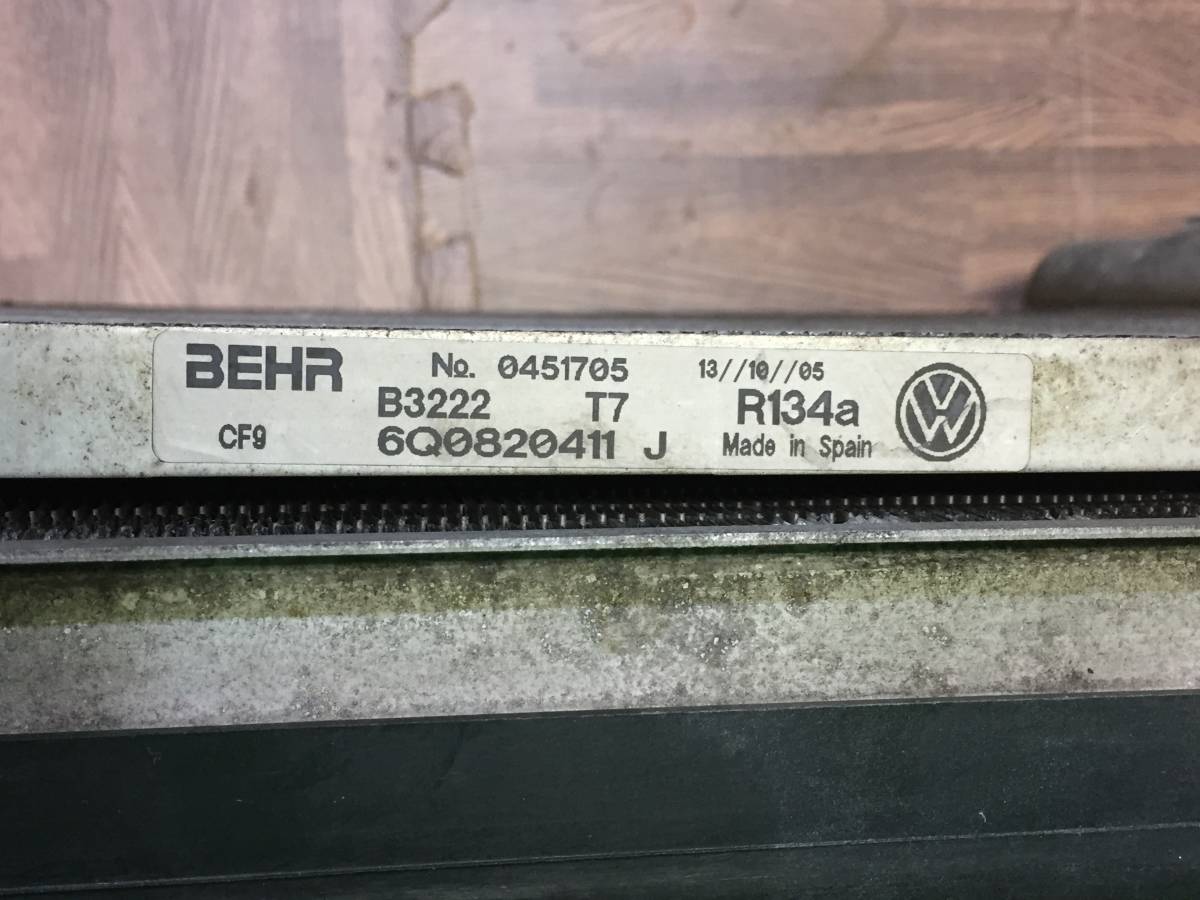 BEHR No. 0451705 13//10//05
B3222 T7 R134a
CF9 6Q0820411 J Made in Spain